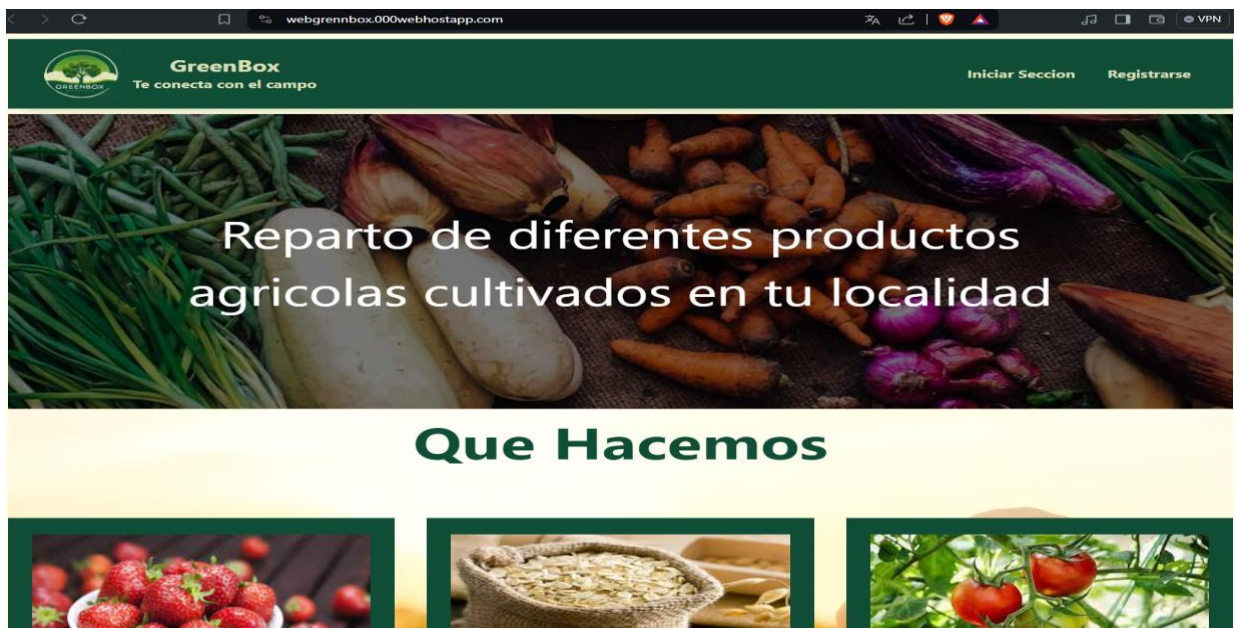 webgrennbox.000webhostapp.com
VPN
GREENBOX
GreenBox
Te conecta con el campo
Iniciar Seccion
Registrarse
Reparto de diferentes productos
agricolas cultivados en tu localidad
Que Hacemos